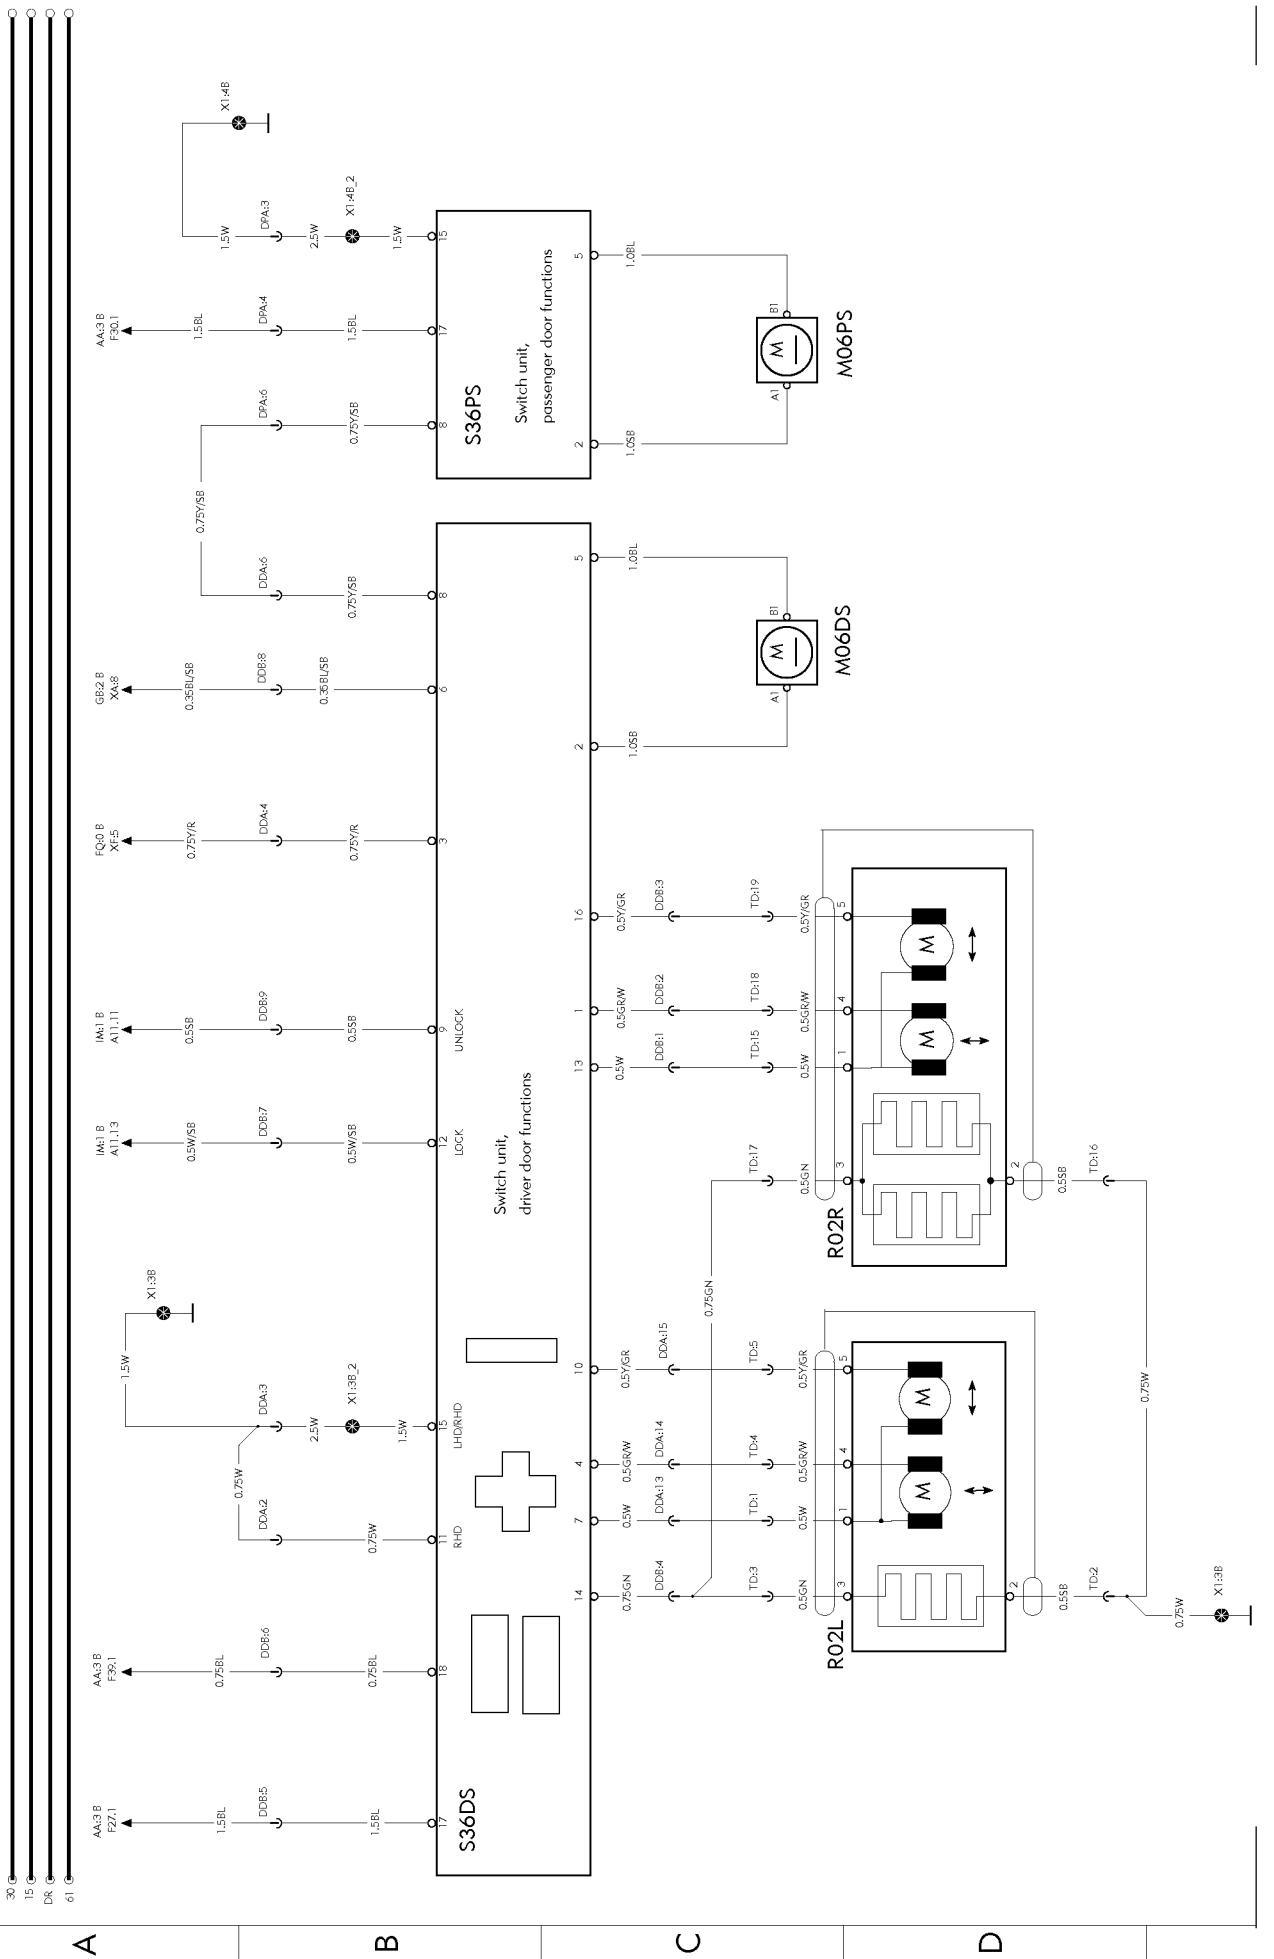 30
15
DR
61
A
B
C
D
AA:3 B
F27.1
AA:3 B
F39.1
IM:1 B
A11.13
IM:1 B
A11.11
FQ:0 B
XF:5
GB:2 B
XA:8
AA:3 B
F30.1
1.5BL
0.75BL
0.75W
1.5W
X1:3B
0.5W/SB
0.5SB
0.75Y/R
0.35BL/SB
0.75Y/SB
1.5BL
1.5W
X1:4B
DDB:5
DDB:6
DDA:2
DDA:3
DDB:7
DDB:9
DDA:4
DDB:8
DDA:6
DPA:6
DPA:4
DPA:3
1.5BL
0.75BL
0.75W
2.5W
X1:3B_2
1.5W
0.5W/SB
0.5SB
0.75Y/R
0.35BL/SB
0.75Y/SB
0.75Y/SB
1.5BL
2.5W
X1:4B_2
1.5W
17
18
11
15
12
9
3
6
8
8
17
15
RHD
LHD/RHD
LOCK
UNLOCK
S36DS
Switch unit,
driver door functions
S36PS
Switch unit,
passenger door functions
14
7
4
10
13
1
16
2
5
2
5
0.75GN
0.5W
0.5GR/W
0.5Y/GR
0.5W
0.5GR/W
0.5Y/GR
1.0SB
1.0BL
1.0SB
1.0BL
DDB:4
DDA:13
DDA:14
DDA:15
DDB:1
DDB:2
DDB:3
0.75GN
TD:3
TD:1
TD:4
TD:5
TD:17
TD:15
TD:18
TD:19
0.5GN
0.5W
0.5GR/W
0.5Y/GR
0.5GN
0.5W
0.5GR/W
0.5Y/GR
A1
M
B1
M06DS
A1
M
B1
M06PS
R02L
3
1
4
5
M
M
2
R02R
3
1
4
5
M
M
2
0.5SB
TD:2
0.5SB
TD:16
0.75W
0.75W
X1:3B